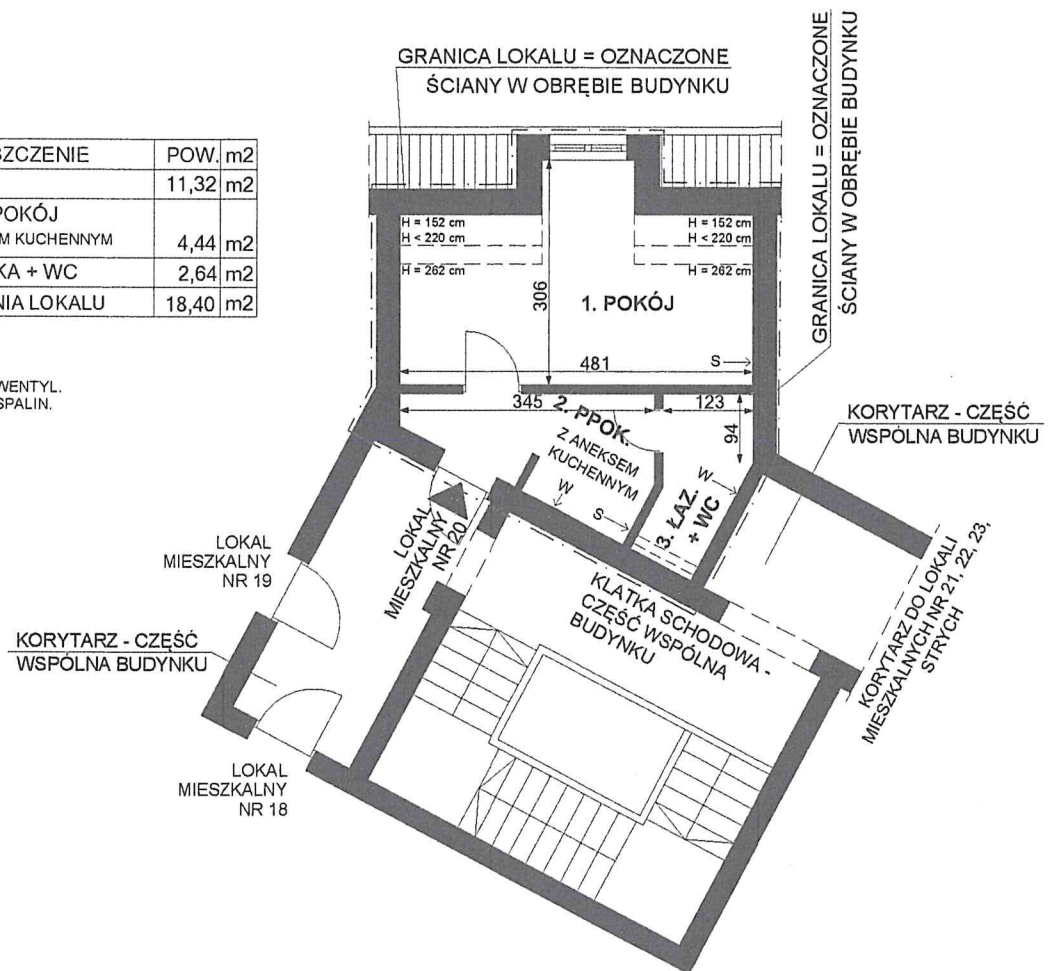 GRANICA LOKALU = OZNACZONE
ŚCIANY W OBRĘBIE BUDYNKU
GRANICA LOKALU = OZNACZONE
ŚCIANY W OBRĘBIE BUDYNKU
SZCZENIE POW. m2
11,32 m2
POKÓJ
M KUCHENNYM 4,44 m2
KA + WC 2,64 m2
NIA LOKALU 18,40 m2
WENTYL.
SPALIN.
H = 152 cm
H < 220 cm
H = 262 cm
H = 152 cm
H < 220 cm
H = 262 cm
306
1. POKÓJ
481
S
345
123
94
2. PPOK.
Z ANEKSEM
KUCHENNYM
W
S
W
3. ŁAZ.
+ WC
KORYTARZ - CZĘŚĆ
WSPÓLNA BUDYNKU
LOKAL
MIESZKALNY
NR 20
LOKAL
MIESZKALNY
NR 19
KLATKA SCHODOWA -
CZĘŚĆ WSPÓLNA
BUDYNKU
KORYTARZ DO LOKALI
MIESZKALNYCH NR 21, 22, 23,
STRYCH
KORYTARZ - CZĘŚĆ
WSPÓLNA BUDYNKU
LOKAL
MIESZKALNY
NR 18